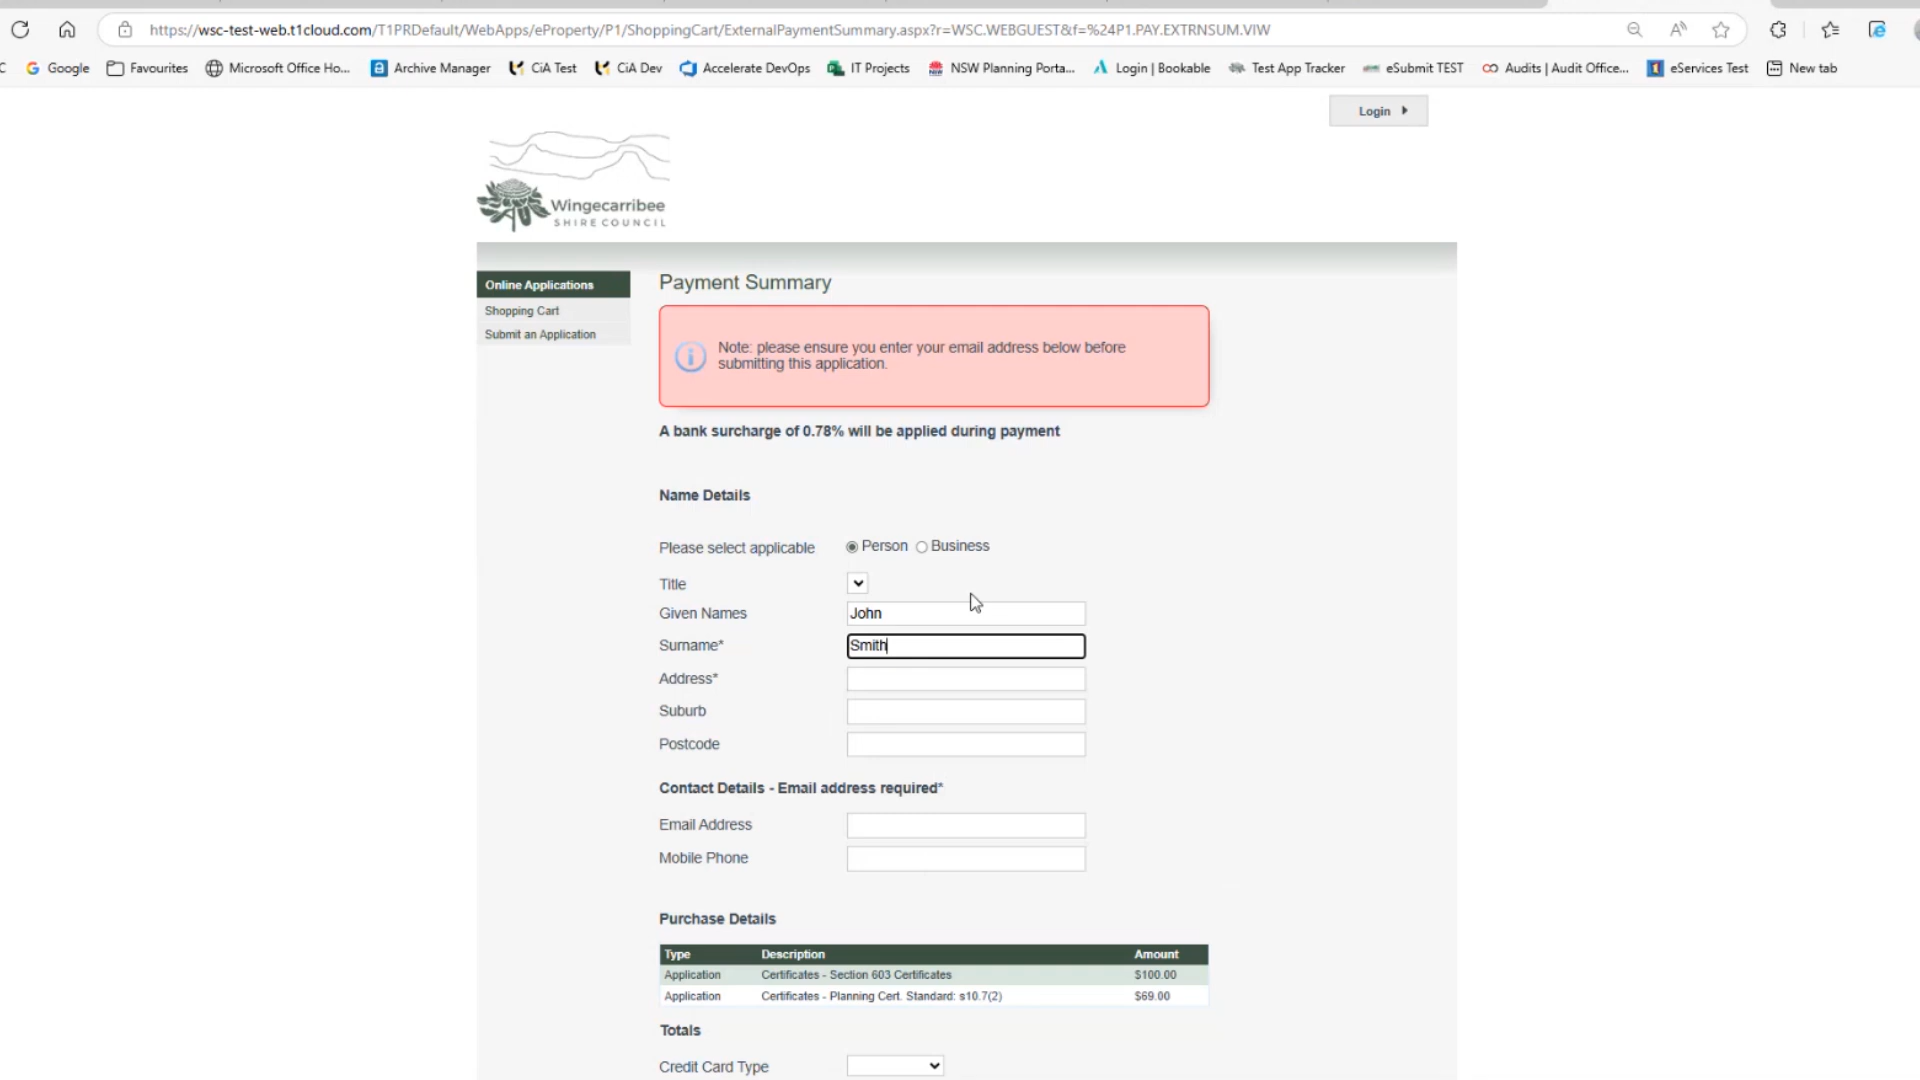 https://wsc-test-web.t1cloud.com/T1PRDefault/WebApps/eProperty/P1/ShoppingCart/ExternalPaymentSummary.aspx?r=WSC.WEBGUEST&f=%24P1.PAY.EXTRNSUM.VIW
C Google Favourites Microsoft Office Ho... Archive Manager CiA Test CiA Dev Accelerate DevOps IT Projects NSW Planning Porta... Login | Bookable Test App Tracker eSubmit TEST Audits | Audit Office... eServices Test New tab
Login
Wingecarribee
SHIRE COUNCIL
Online Applications
Shopping Cart
Submit an Application
Payment Summary
Note: please ensure you enter your email address below before
submitting this application.
A bank surcharge of 0.78% will be applied during payment
Name Details
Please select applicable Person Business
Title
Given Names John
Surname* Smith
Address*
Suburb
Postcode
Contact Details - Email address required*
Email Address
Mobile Phone
Purchase Details
Type Description Amount
Application Certificates - Section 603 Certificates $100.00
Application Certificates - Planning Cert. Standard: s10.7(2) $69.00
Totals
Credit Card Type